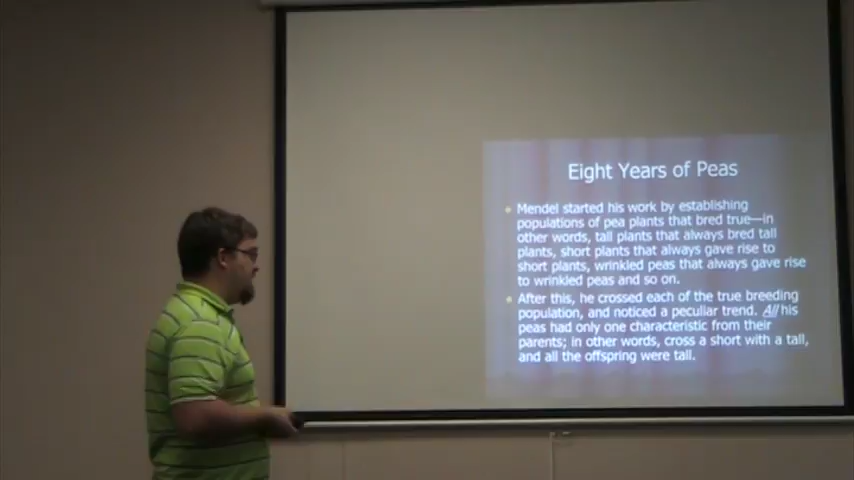 Eight Years of Peas
Mendel started his work by establishing
populations of pea plants that bred true—in
other words, tall plants that always bred tall
plants, short plants that always gave rise to
short plants, wrinkled peas that always gave rise
to wrinkled peas and so on.
After this, he crossed each of the true breeding
population, and noticed a peculiar trend. All his
peas had only one characteristic from their
parents; in other words, cross a short with a tall,
and all the offspring were tall.